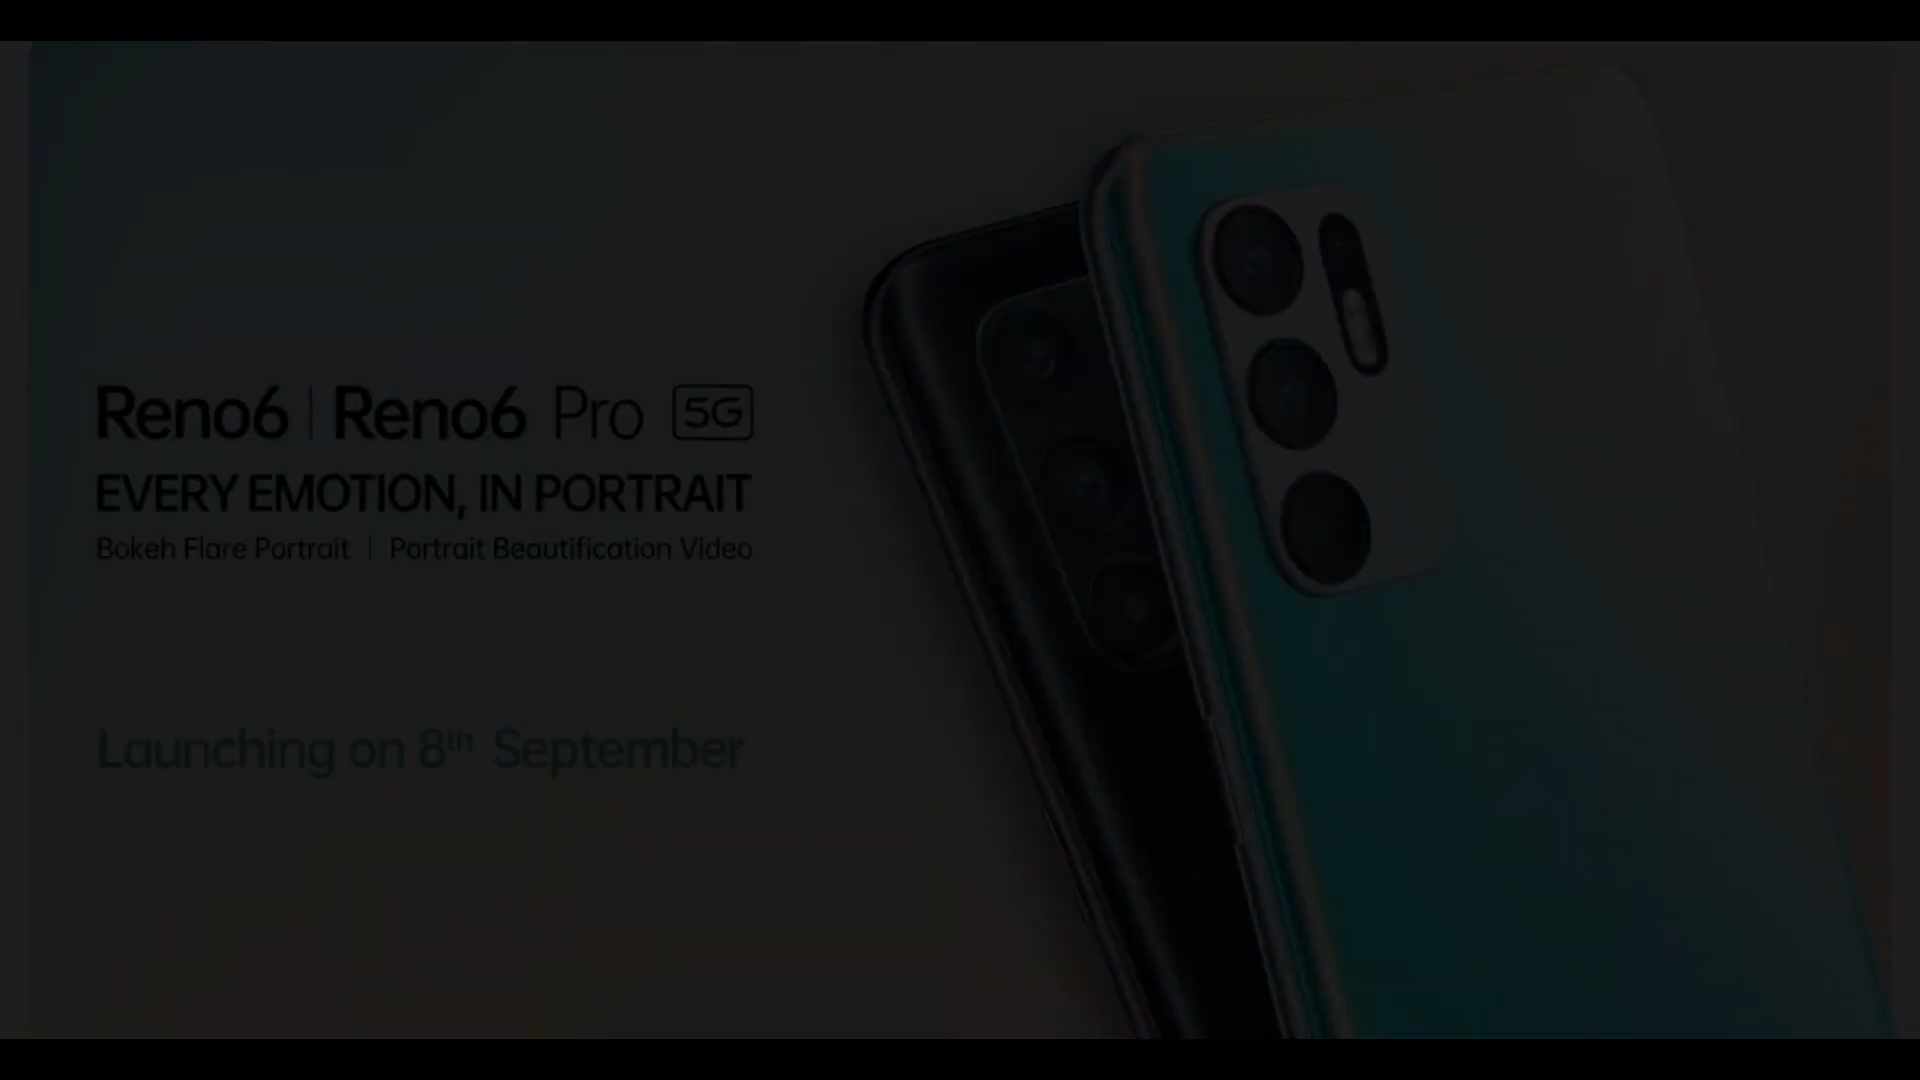 Reno6 | Reno6 Pro 5G
EVERY EMOTION, IN PORTRAIT
Bokeh Flare Portrait | Portrait Beautification Video
Launching on 8th September